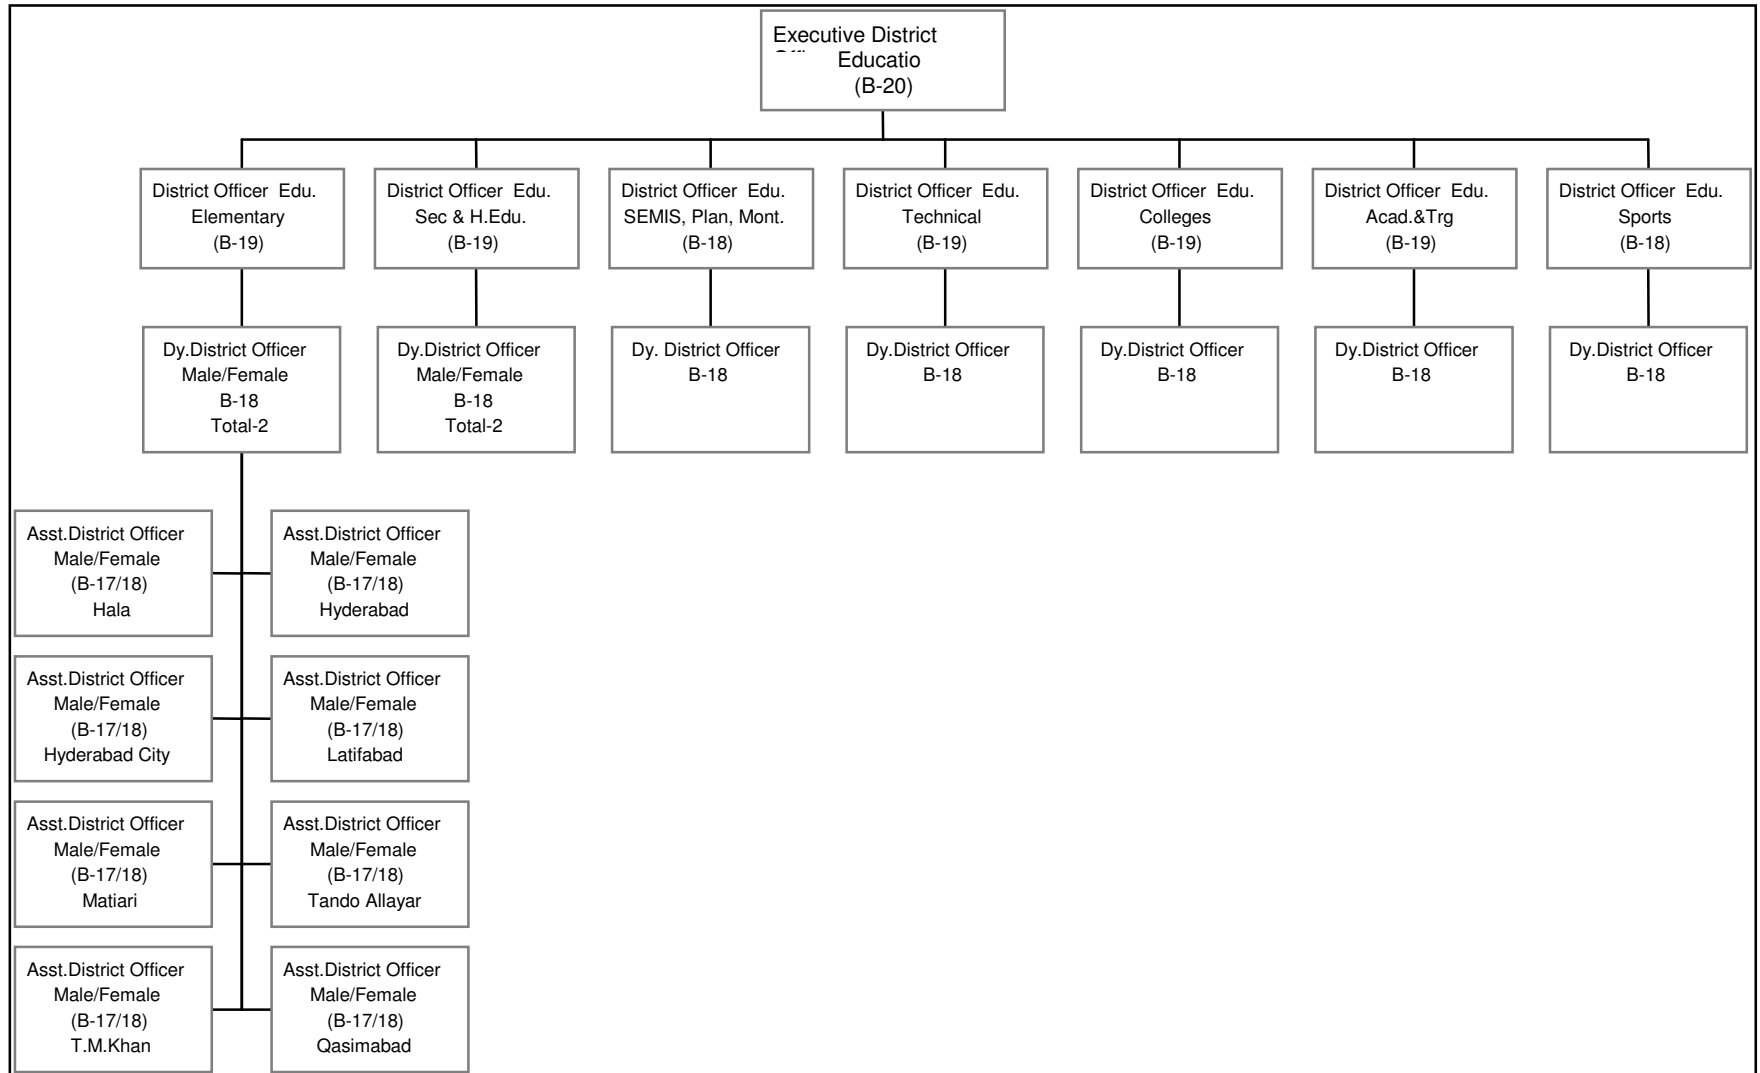 Executive District
Educatio
(B-20)
District Officer Edu.
Elementary
(B-19)
District Officer Edu.
Sec & H.Edu.
(B-19)
District Officer Edu.
SEMIS, Plan, Mont.
(B-18)
District Officer Edu.
Technical
(B-19)
District Officer Edu.
Colleges
(B-19)
District Officer Edu.
Acad.&Trg
(B-19)
District Officer Edu.
Sports
(B-18)
Dy.District Officer
Male/Female
B-18
Total-2
Dy.District Officer
Male/Female
B-18
Total-2
Dy. District Officer
B-18
Dy.District Officer
B-18
Dy.District Officer
B-18
Dy.District Officer
B-18
Dy.District Officer
B-18
Asst.District Officer
Male/Female
(B-17/18)
Hala
Asst.District Officer
Male/Female
(B-17/18)
Hyderabad
Asst.District Officer
Male/Female
(B-17/18)
Hyderabad City
Asst.District Officer
Male/Female
(B-17/18)
Latifabad
Asst.District Officer
Male/Female
(B-17/18)
Matiari
Asst.District Officer
Male/Female
(B-17/18)
Tando Allayar
Asst.District Officer
Male/Female
(B-17/18)
T.M.Khan
Asst.District Officer
Male/Female
(B-17/18)
Qasimabad